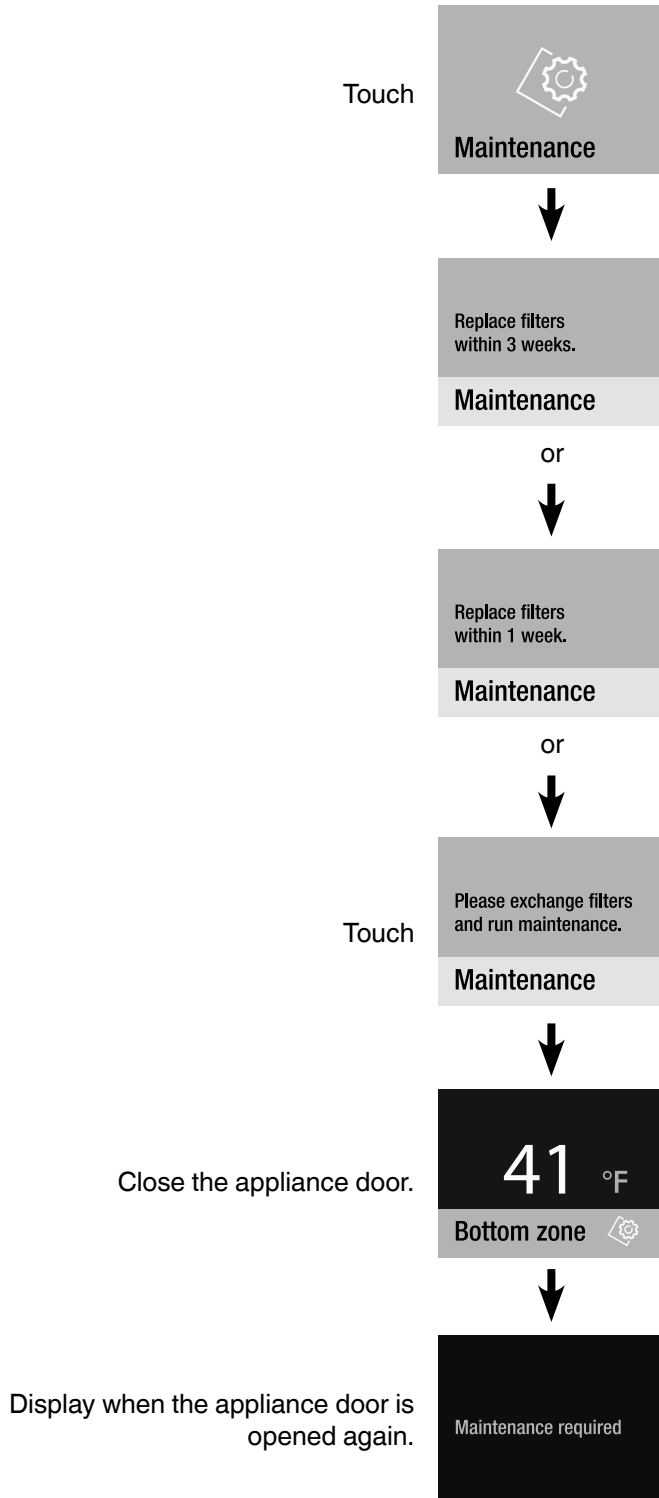 Touch
Maintenance
Replace filters
within 3 weeks.
Maintenance
or
Replace filters
within 1 week.
Maintenance
or
Touch
Please exchange filters
and run maintenance.
Maintenance
Close the appliance door.
41 °F
Bottom zone
Display when the appliance door is
opened again.
Maintenance required